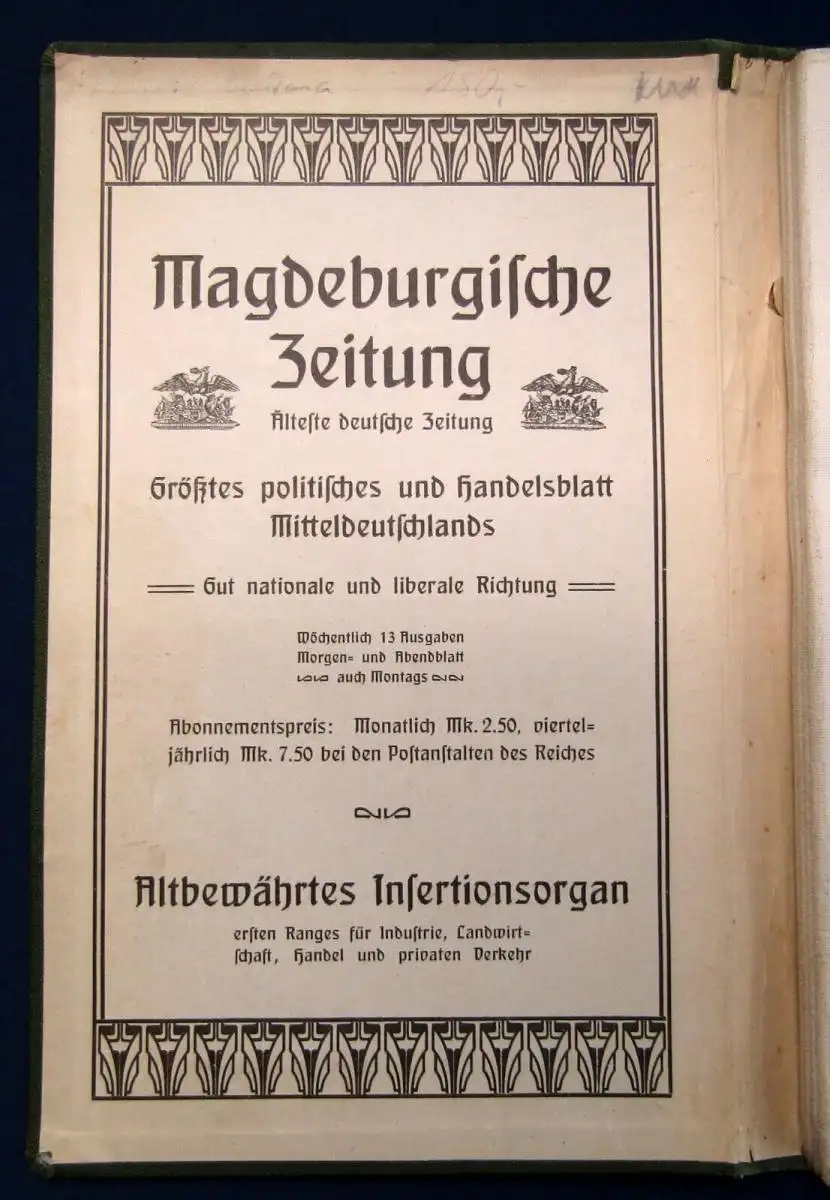 Magdeburgiſche
Zeitung
Älteſte deutſche Zeitung
Größtes politiſches und Handelsblatt
Mitteldeutſchlands
Gut nationale und liberale Richtung
Wöchentlich 13 Ausgaben
Morgen= und Abendblatt
auch Montags
Abonnementspreis: Monatlich Mk. 2.50, viertel=
jährlich Mk. 7.50 bei den Poſtanſtalten des Reiches
Altbewährtes Inſertionsorgan
erſten Ranges für Induſtrie, Landwirt=
ſchaft, Handel und privaten Verkehr